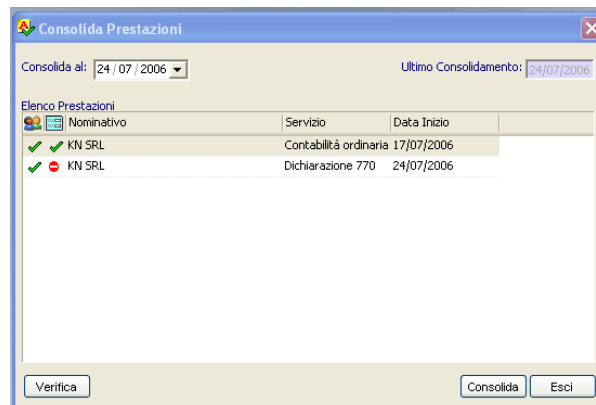 Consolida Prestazioni
Consolida al: 24/07/2006 Ultimo Consolidamento: 24/07/2006
Elenco Prestazioni
Nominativo Servizio Data Inizio
KN SRL Contabilità ordinaria 17/07/2006
KN SRL Dichiarazione 770 24/07/2006
Verifica Consolida Esci